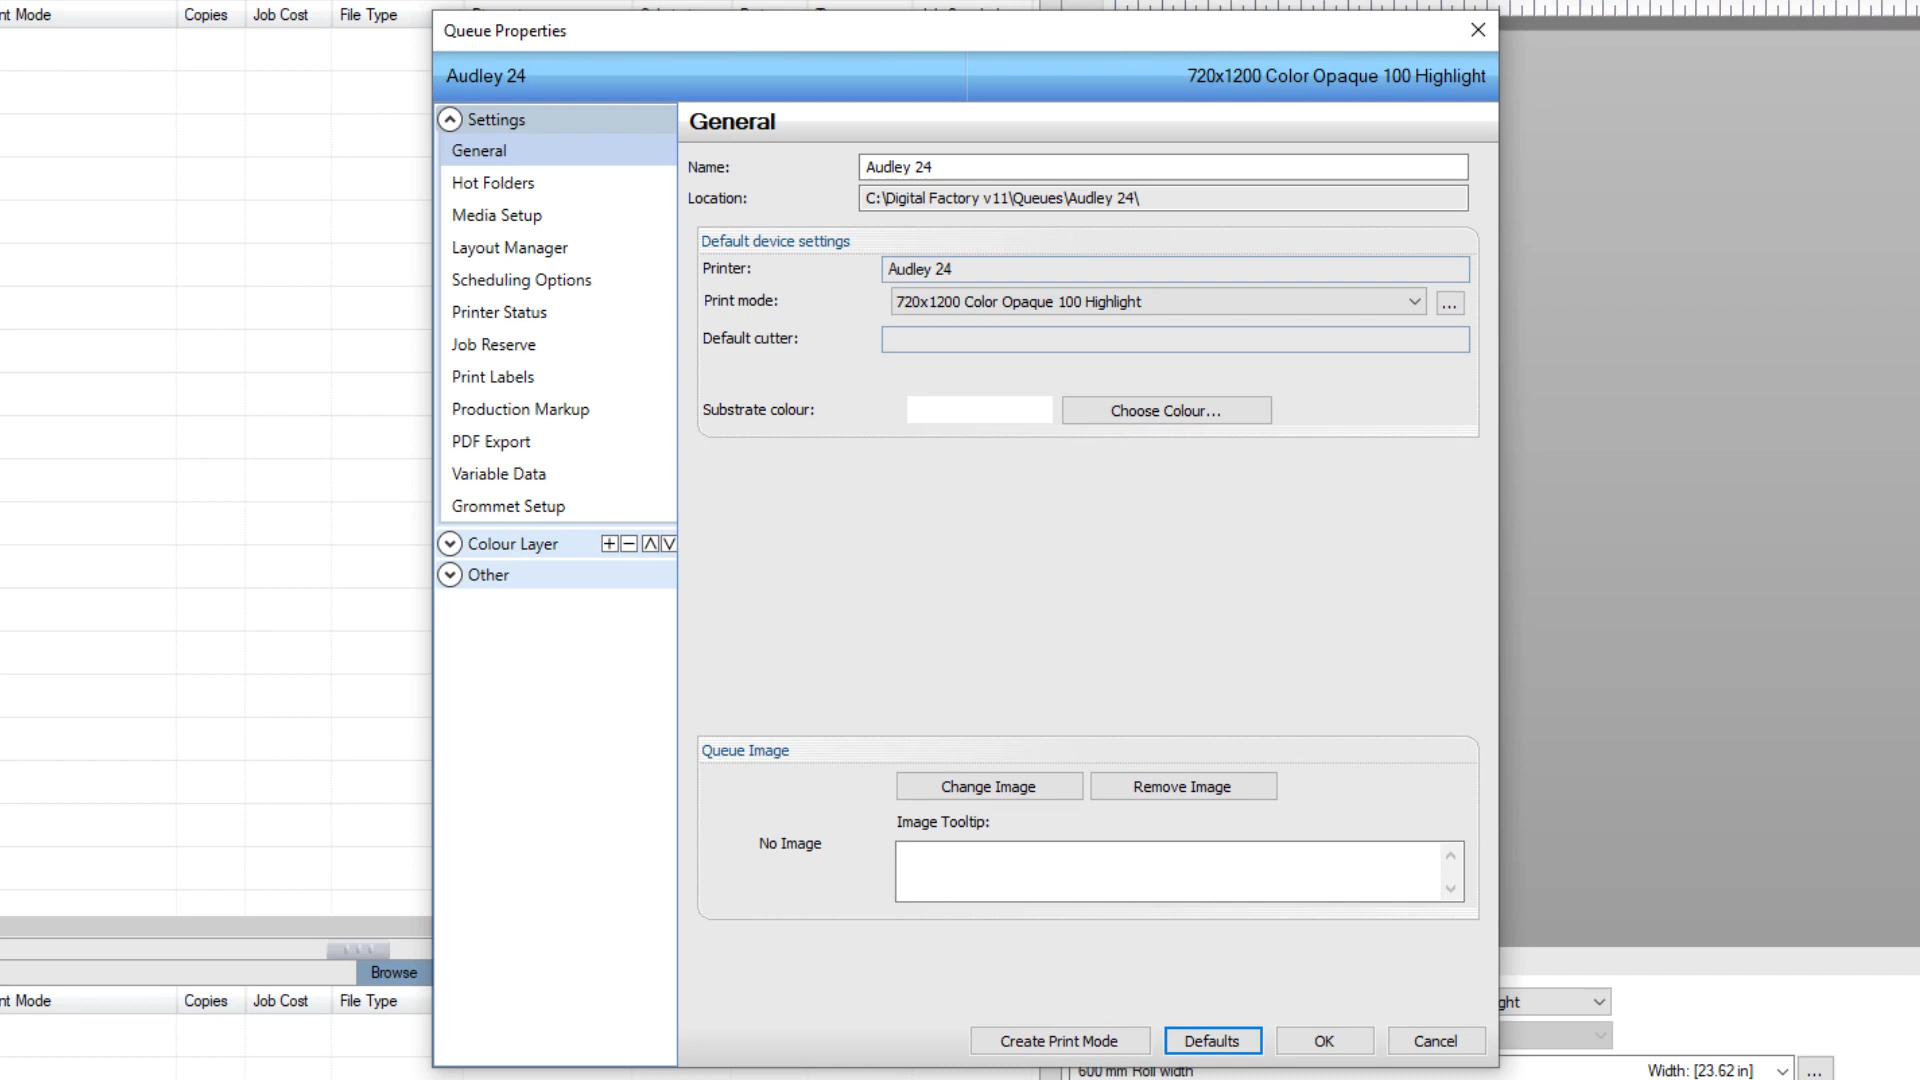 nt Mode Copies Job Cost File Type
Queue Properties
Audley 24 720x1200 Color Opaque 100 Highlight
Settings
General
Hot Folders
Media Setup
Layout Manager
Scheduling Options
Printer Status
Job Reserve
Print Labels
Production Markup
PDF Export
Variable Data
Grommet Setup
Colour Layer
Other
General
Name: Audley 24
Location: C:\Digital Factory v11\Queues\Audley 24\
Default device settings
Printer: Audley 24
Print mode: 720x1200 Color Opaque 100 Highlight ...
Default cutter:
Substrate colour: Choose Colour...
Queue Image
Change Image Remove Image
Image Tooltip:
No Image
Browse
nt Mode Copies Job Cost File Type
ght
Create Print Mode Defaults OK Cancel
600 mm Roll width Width: [23.62 in] ...